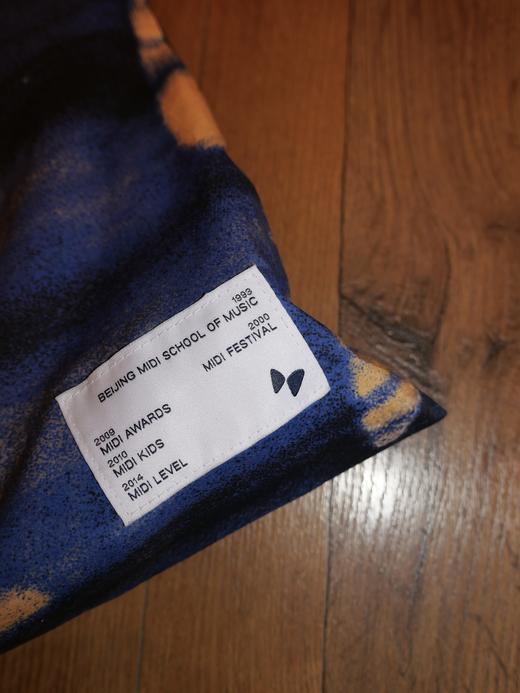 1993
BEIJING MIDI SCHOOL OF MUSIC
2000
MIDI FESTIVAL
2009
MIDI AWARDS
2010
MIDI KIDS
2014
MIDI LEVEL